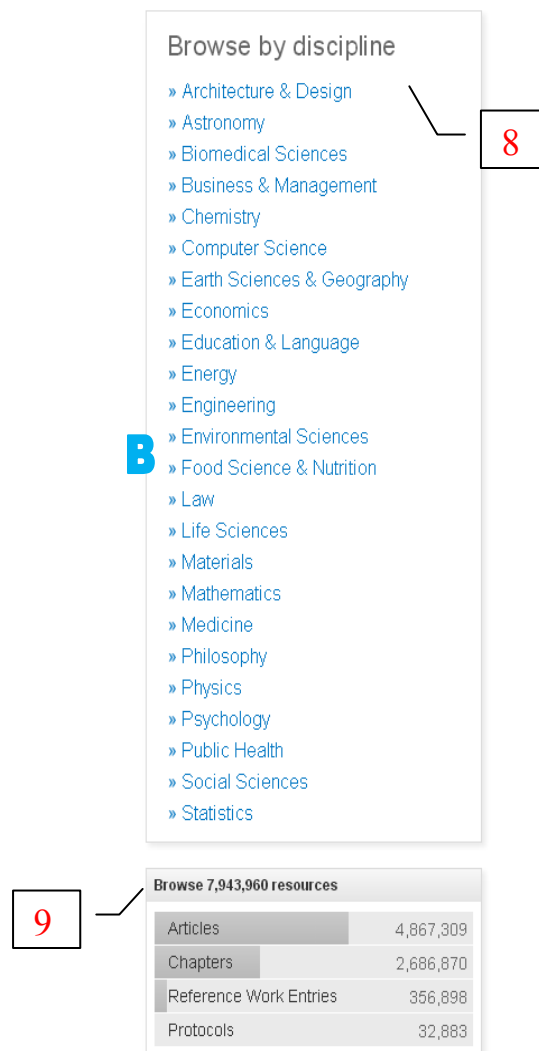 Browse by discipline
» Architecture & Design
8
» Astronomy
» Biomedical Sciences
» Business & Management
» Chemistry
» Computer Science
» Earth Sciences & Geography
» Economics
» Education & Language
» Energy
» Engineering
» Environmental Sciences
B
» Food Science & Nutrition
» Law
» Life Sciences
» Materials
» Mathematics
» Medicine
» Philosophy
» Physics
» Psychology
» Public Health
» Social Sciences
» Statistics
Browse 7,943,960 resources
9
Articles 4,867,309
Chapters 2,686,870
Reference Work Entries 356,898
Protocols 32,883